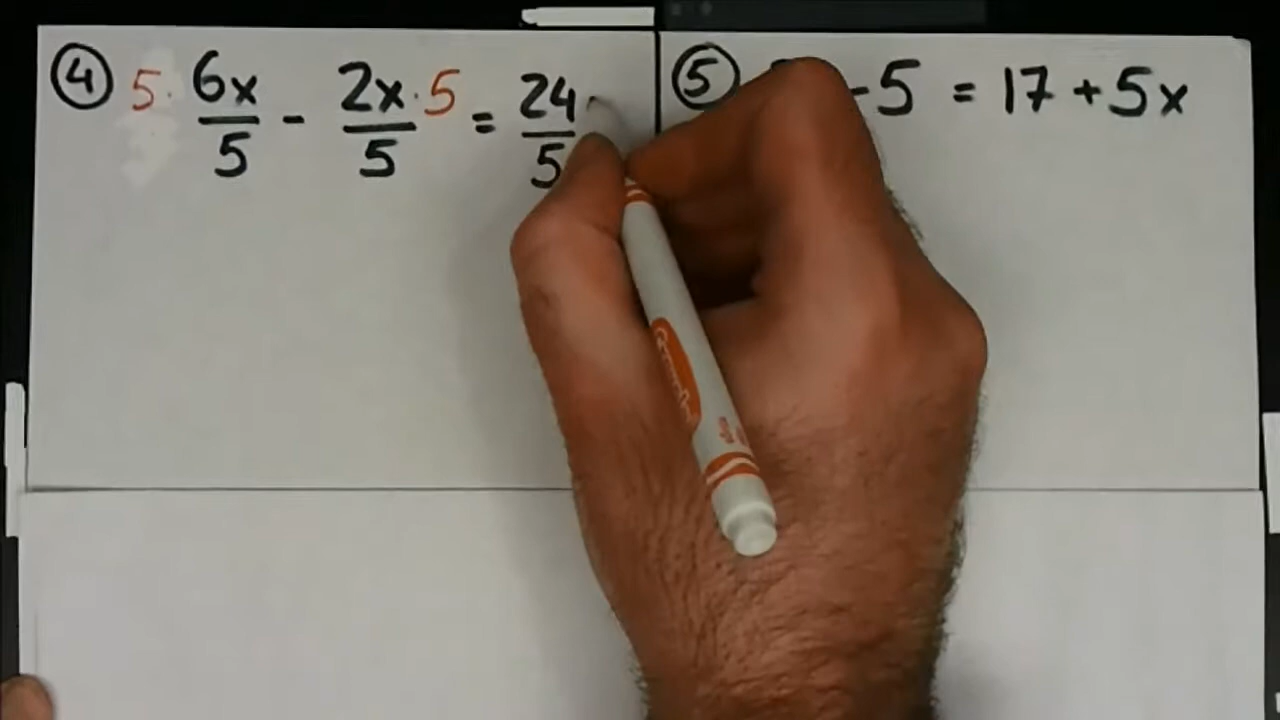 ④ 5· 6x/5 - 2x/5 ·5 = 24/5
⑤ -5 = 17 + 5x